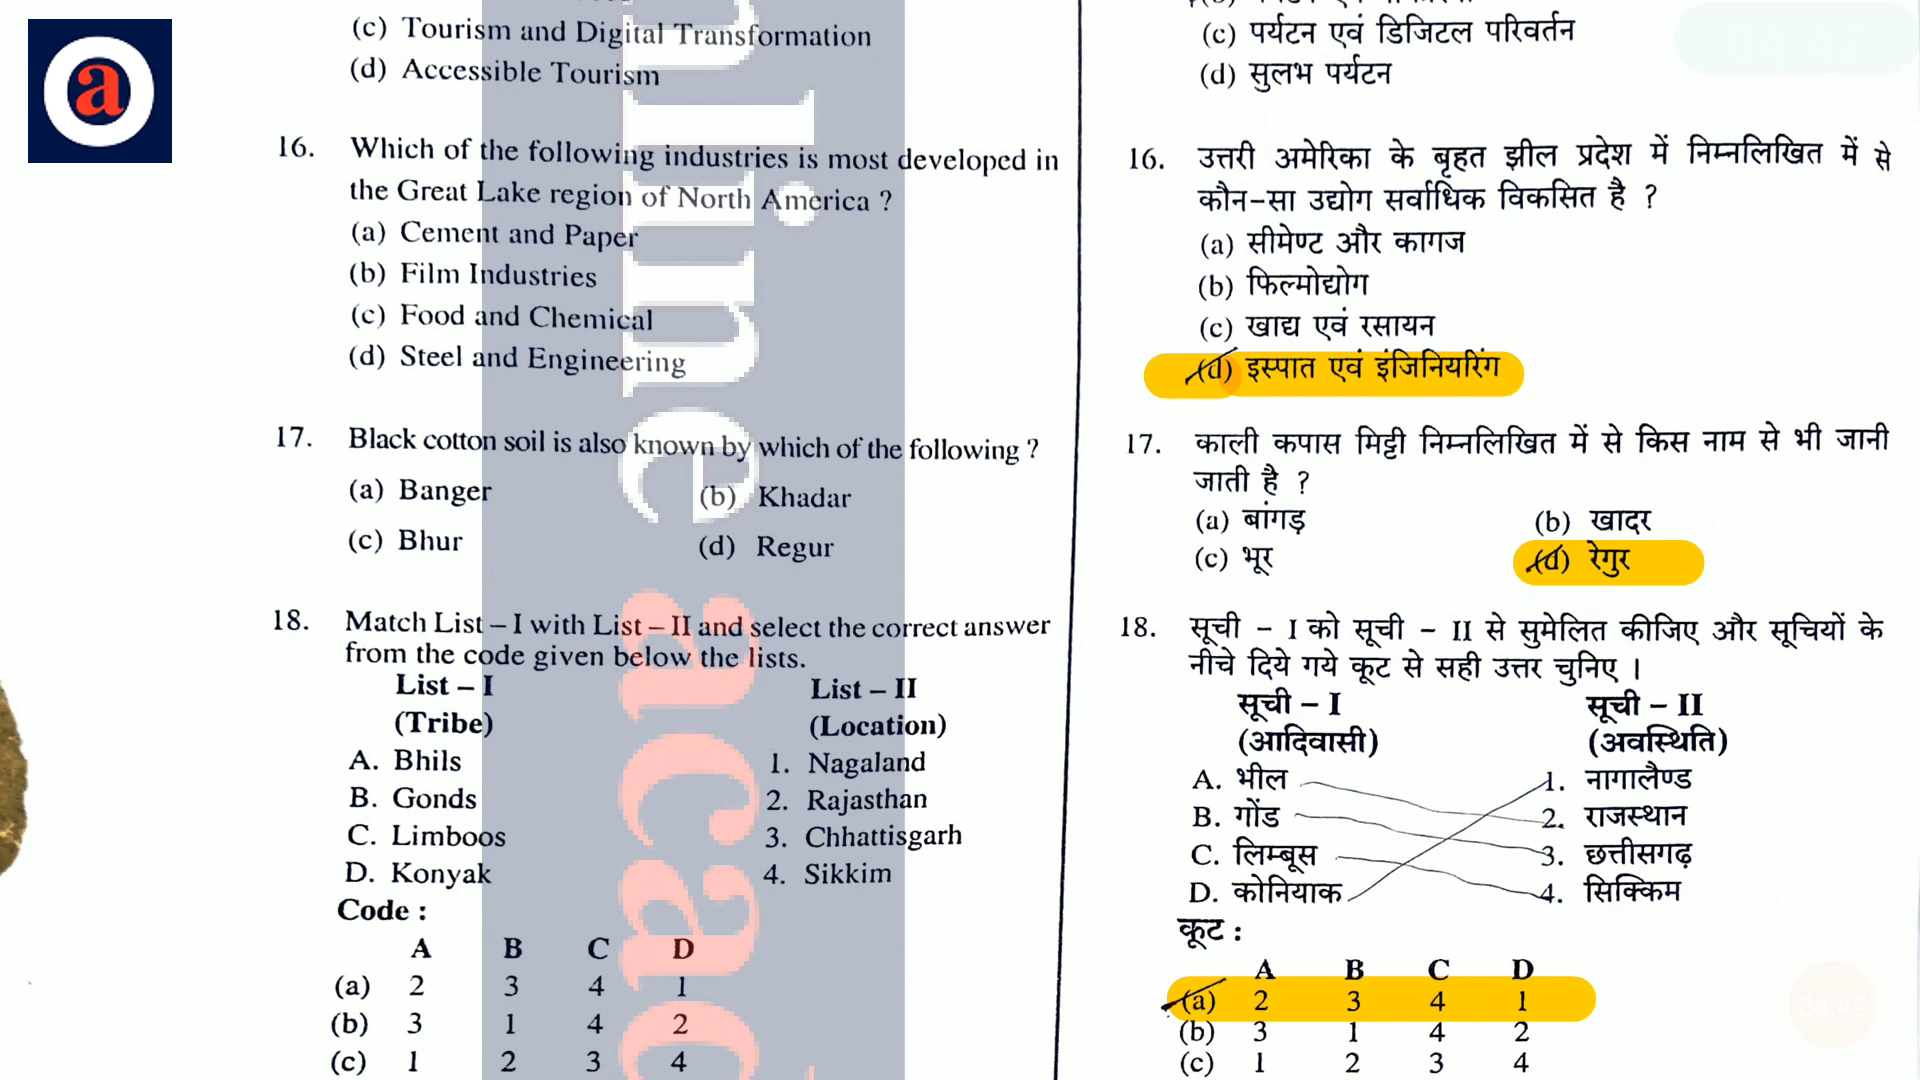 (c) Tourism and Digital Transformation
(d) Accessible Tourism
16. Which of the following industries is most developed in
the Great Lake region of North America ?
(a) Cement and Paper
(b) Film Industries
(c) Food and Chemical
(d) Steel and Engineering
17. Black cotton soil is also known by which of the following ?
(a) Banger (b) Khadar
(c) Bhur (d) Regur
18. Match List – I with List – II and select the correct answer
from the code given below the lists.
List – I List – II
(Tribe) (Location)
A. Bhils 1. Nagaland
B. Gonds 2. Rajasthan
C. Limboos 3. Chhattisgarh
D. Konyak 4. Sikkim
Code :
A B C D
(a) 2 3 4 1
(b) 3 1 4 2
(c) 1 2 3 4
(c) पर्यटन एवं डिजिटल परिवर्तन
(d) सुलभ पर्यटन
16. उत्तरी अमेरिका के बृहत झील प्रदेश में निम्नलिखित में से
कौन-सा उद्योग सर्वाधिक विकसित है ?
(a) सीमेण्ट और कागज
(b) फिल्मोद्योग
(c) खाद्य एवं रसायन
(d) इस्पात एवं इंजिनियरिंग
17. काली कपास मिट्टी निम्नलिखित में से किस नाम से भी जानी
जाती है ?
(a) बांगड़ (b) खादर
(c) भूर (d) रेगुर
18. सूची – I को सूची – II से सुमेलित कीजिए और सूचियों के
नीचे दिये गये कूट से सही उत्तर चुनिए ।
सूची – I सूची – II
(आदिवासी) (अवस्थिति)
A. भील 1. नागालैण्ड
B. गोंड 2. राजस्थान
C. लिम्बूस 3. छत्तीसगढ़
D. कोनियाक 4. सिक्किम
कूट :
A B C D
(a) 2 3 4 1
(b) 3 1 4 2
(c) 1 2 3 4
a
nline
acad
04:42